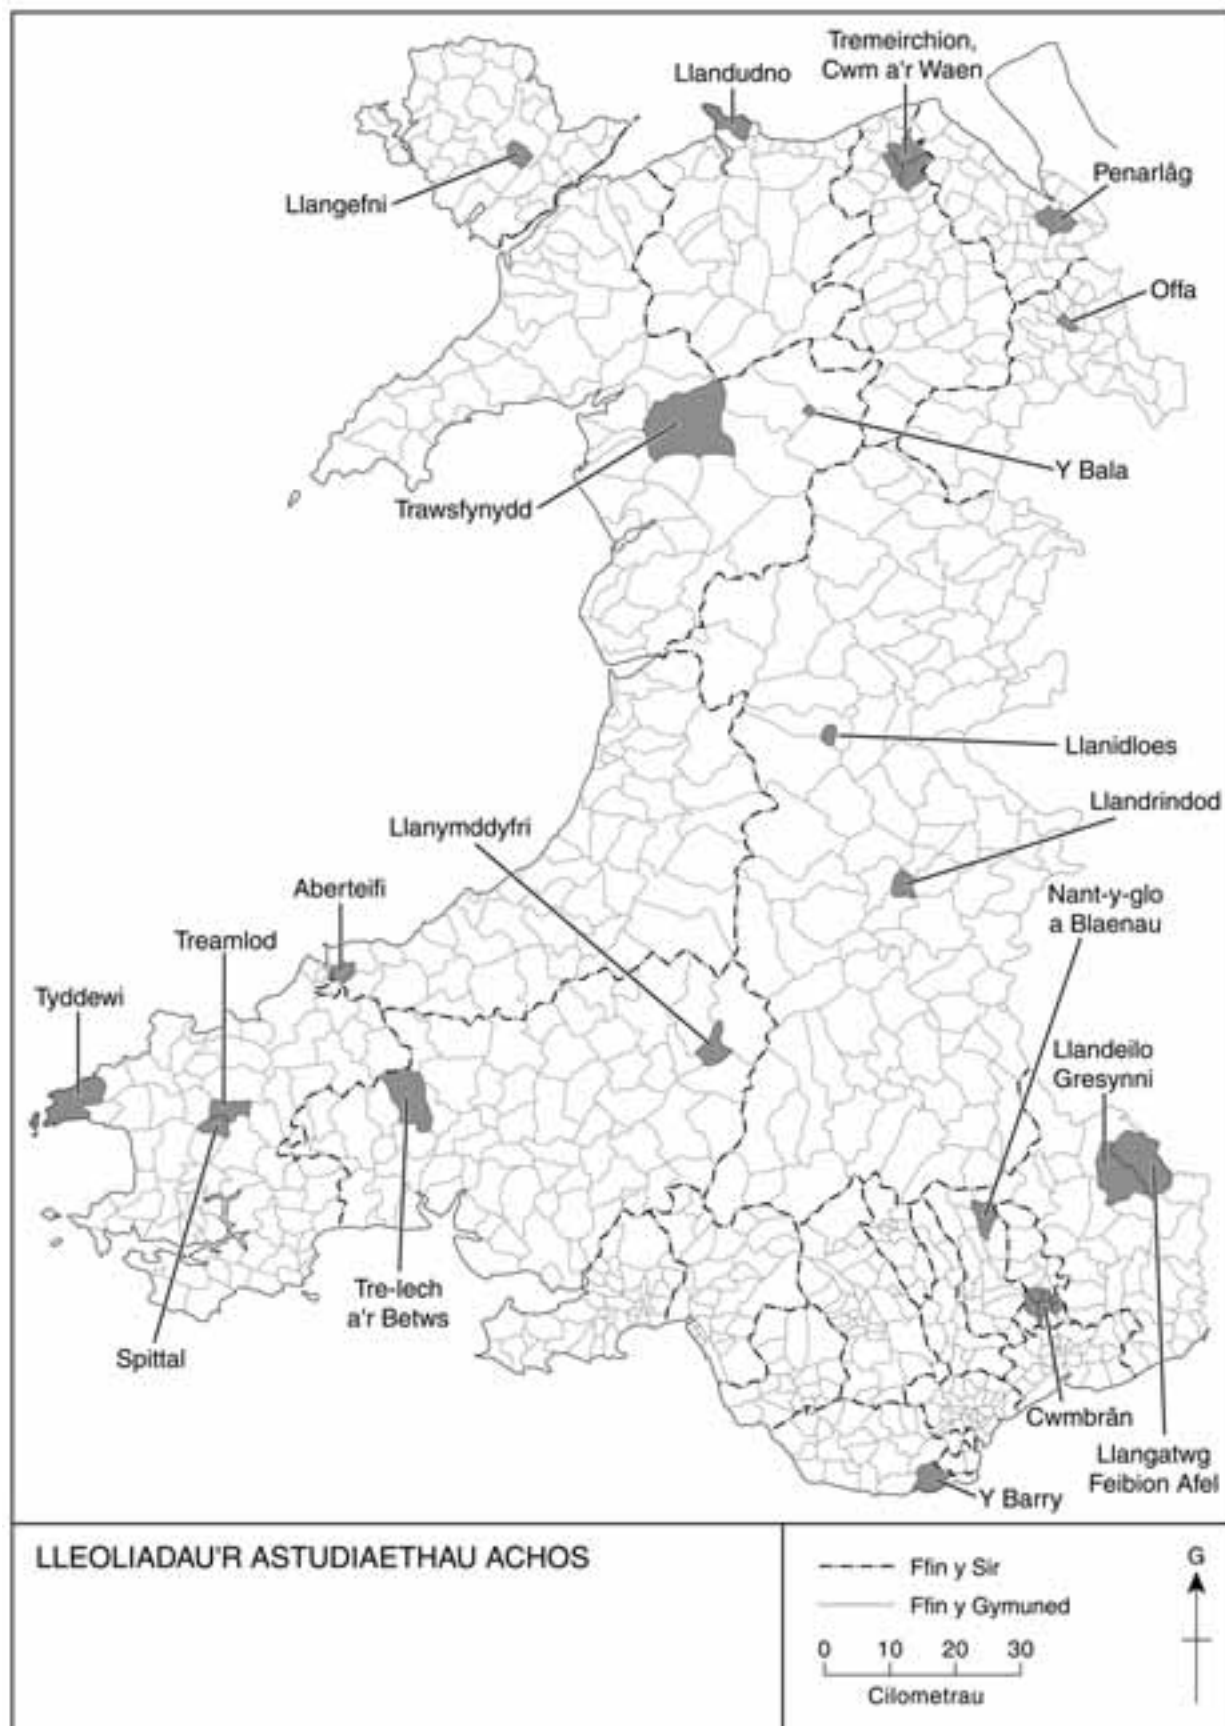 Tremeirchion,
Cwm a'r Waen
Llandudno
Penarlâg
Llangefni
Offa
Y Bala
Trawsfynydd
Llanidloes
Llandrindod
Llanymddyfri
Aberteifi
Nant-y-glo
a Blaenau
Treamlod
Tyddewi
Llandeilo
Gresynni
Tre-lech
a'r Betws
Spittal
Cwmbrân
Llangatwg
Feibion Afel
Y Barry
LLEOLIADAU'R ASTUDIAETHAU ACHOS
Ffin y Sir
Ffin y Gymuned
0 10 20 30
Cilometrau
G